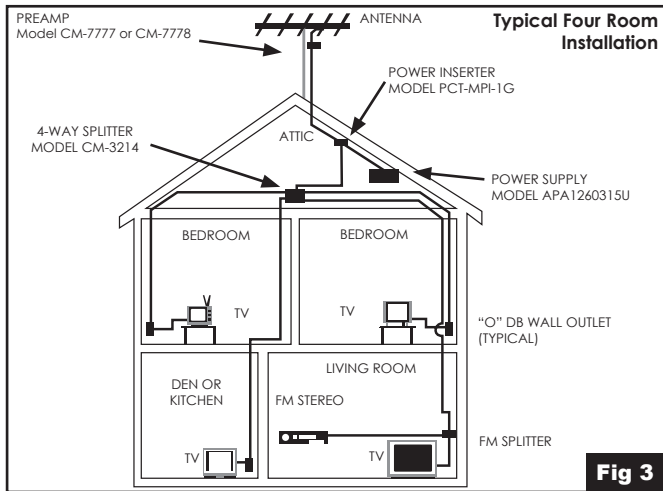 PREAMP
Model CM-7777 or CM-7778
ANTENNA
Typical Four Room
Installation
POWER INSERTER
MODEL PCT-MPI-1G
4-WAY SPLITTER
MODEL CM-3214
ATTIC
POWER SUPPLY
MODEL APA1260315U
BEDROOM
BEDROOM
TV
TV
“O” DB WALL OUTLET
(TYPICAL)
DEN OR
KITCHEN
LIVING ROOM
FM STEREO
FM SPLITTER
TV
TV
Fig 3